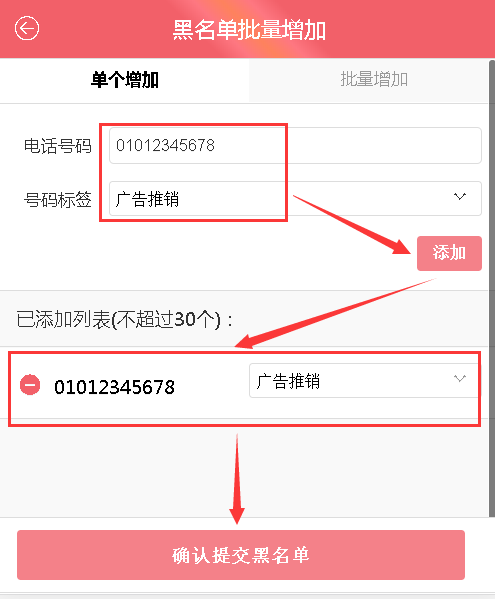 黑名单批量增加
单个增加 批量增加
电话号码 01012345678
号码标签 广告推销
添加
已添加列表(不超过30个)：
01012345678 广告推销
确认提交黑名单